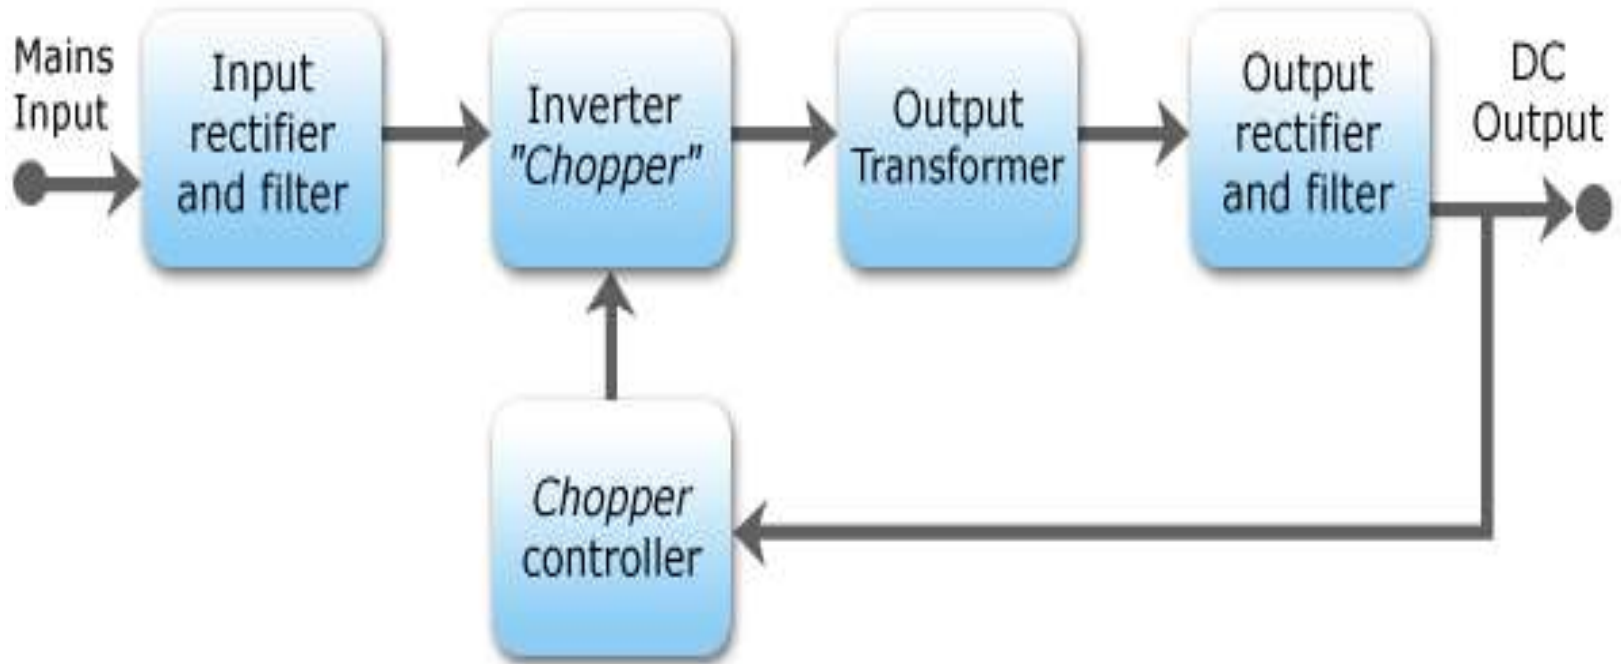 Mains
Input
Input
rectifier
and filter
Inverter
"Chopper"
Output
Transformer
Output
rectifier
and filter
DC
Output
Chopper
controller